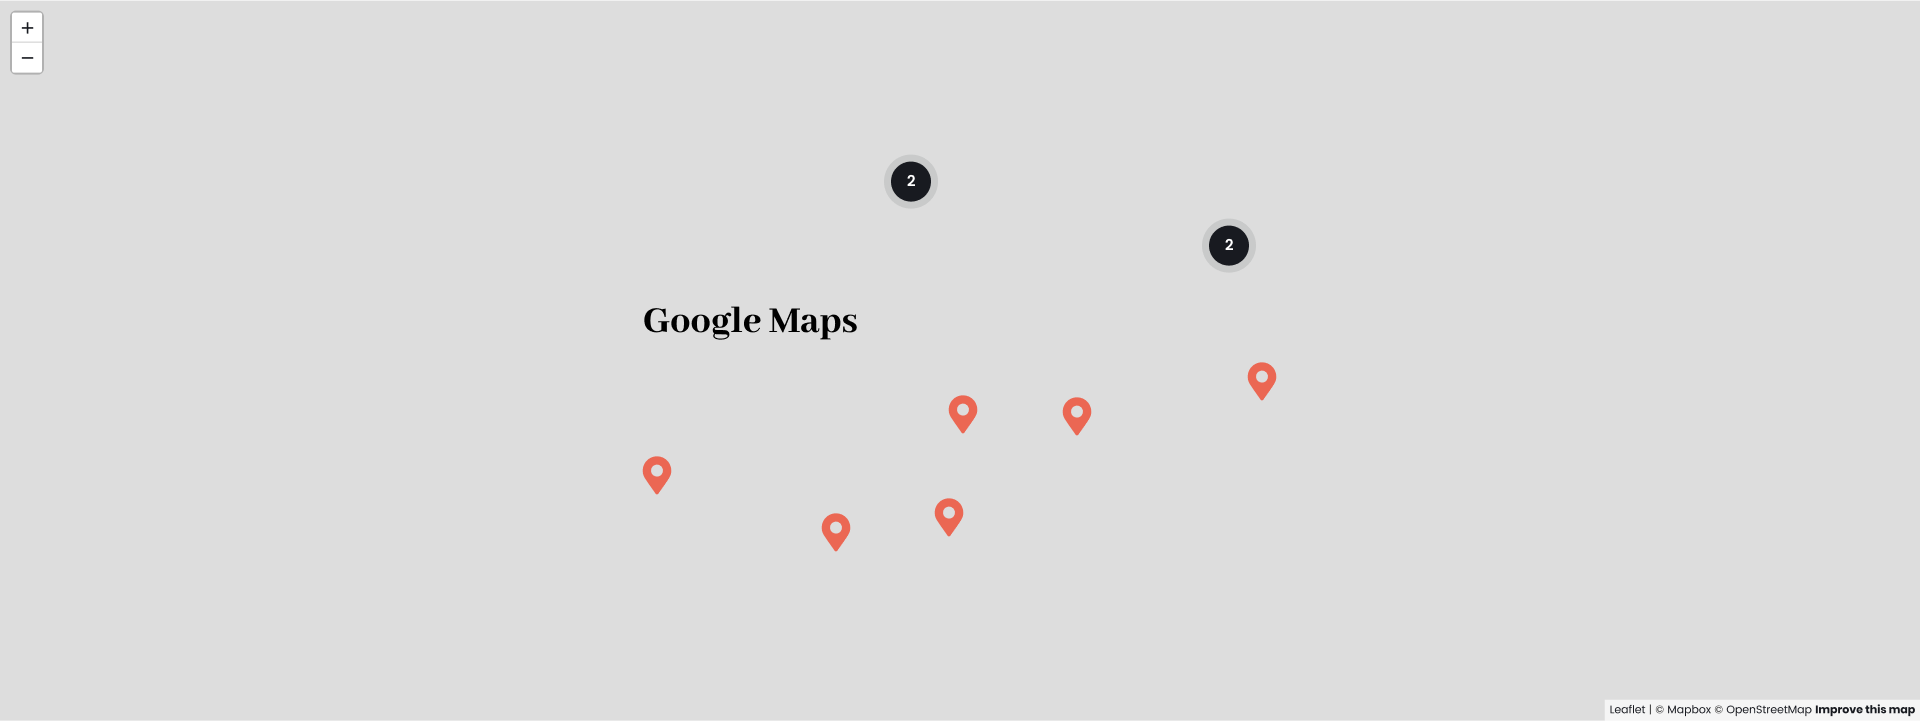 +
−
2
2
Google Maps
Leaflet | © Mapbox © OpenStreetMap Improve this map